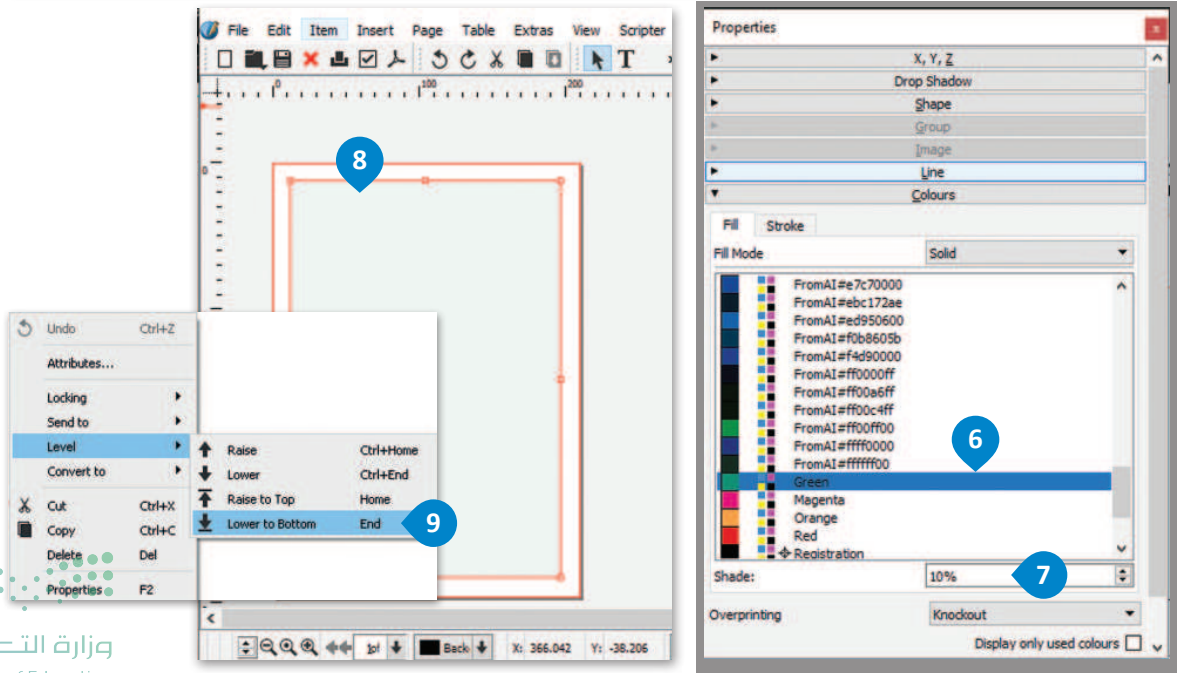 File Edit Item Insert Page Table Extras View Scripter
0 100 200
0
8
Undo Ctrl+Z
Attributes...
Locking
Send to
Level
Convert to
Cut Ctrl+X
Copy Ctrl+C
Delete Del
Properties F2
Raise Ctrl+Home
Lower Ctrl+End
Raise to Top Home
Lower to Bottom End
9
1of Back X: 366.042 Y: -38.206
وزارة التـ
Properties
X, Y, Z
Drop Shadow
Shape
Group
Image
Line
Colours
Fill Stroke
Fill Mode Solid
FromAI#e7c70000
FromAI#ebc172ae
FromAI#ed950600
FromAI#f0b8605b
FromAI#f4d90000
FromAI#ff0000ff
FromAI#ff00a6ff
FromAI#ff00c4ff
FromAI#ff00ff00
FromAI#ffff0000
FromAI#ffffff00
6
Green
Magenta
Orange
Red
Registration
Shade: 10%
7
Overprinting Knockout
Display only used colours